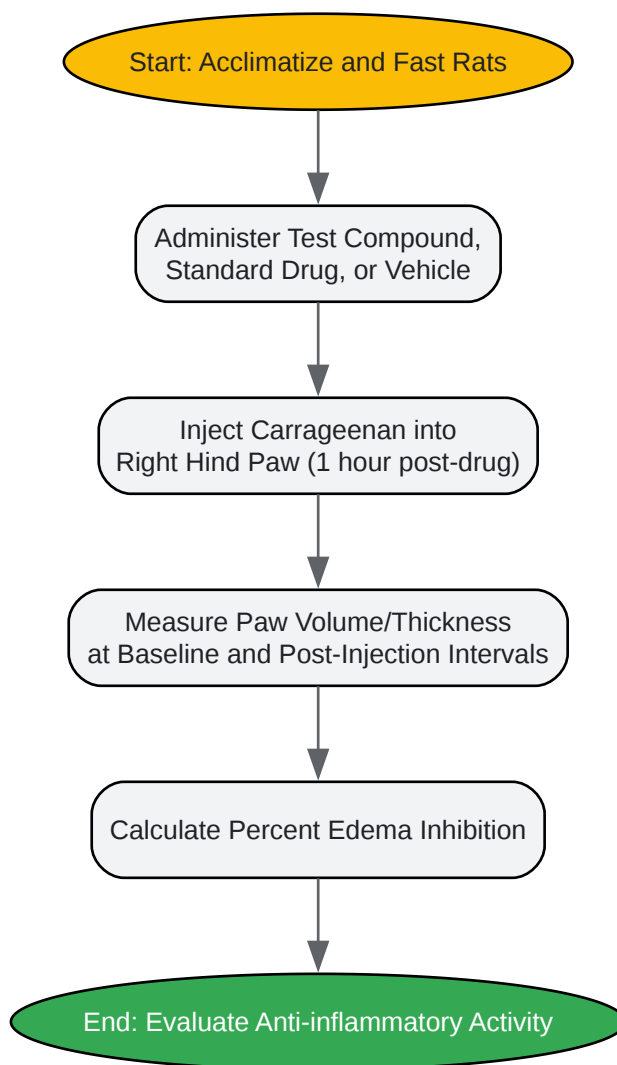 Start: Acclimatize and Fast Rats
Administer Test Compound,
Standard Drug, or Vehicle
Inject Carrageenan into
Right Hind Paw (1 hour post-drug)
Measure Paw Volume/Thickness
at Baseline and Post-Injection Intervals
Calculate Percent Edema Inhibition
End: Evaluate Anti-inflammatory Activity